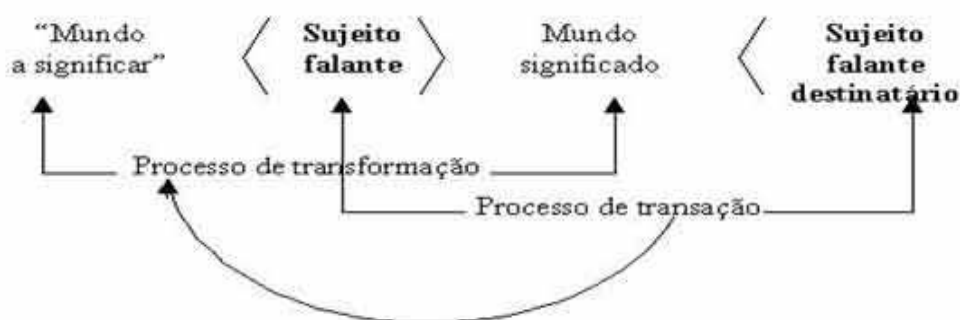 “Mundo
a significar”
Sujeito
falante
Mundo
significado
Sujeito
falante
destinatário
Processo de transformação
Processo de transação